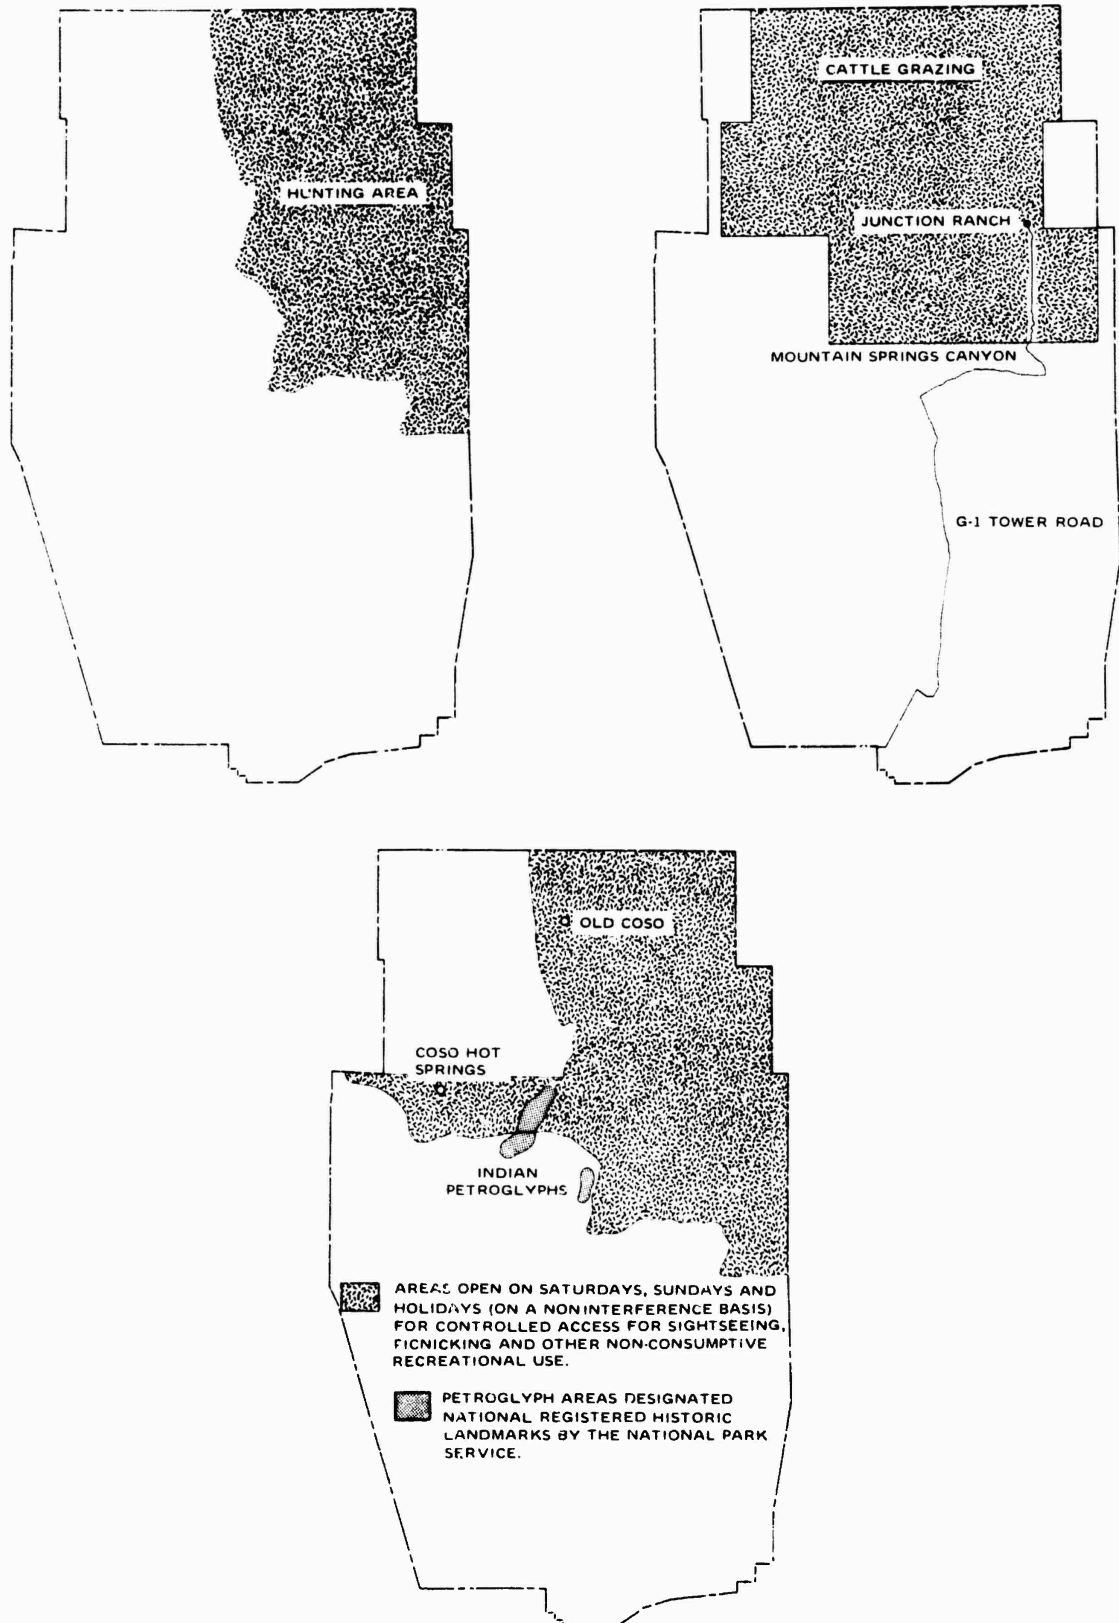 HUNTING AREA
CATTLE GRAZING
JUNCTION RANCH
MOUNTAIN SPRINGS CANYON
G-1 TOWER ROAD
OLD COSO
COSO HOT
SPRINGS
INDIAN
PETROGLYPHS
AREAS OPEN ON SATURDAYS, SUNDAYS AND
HOLIDAYS (ON A NONINTERFERENCE BASIS)
FOR CONTROLLED ACCESS FOR SIGHTSEEING,
PICNICKING AND OTHER NON-CONSUMPTIVE
RECREATIONAL USE.
PETROGLYPH AREAS DESIGNATED
NATIONAL REGISTERED HISTORIC
LANDMARKS BY THE NATIONAL PARK
SERVICE.